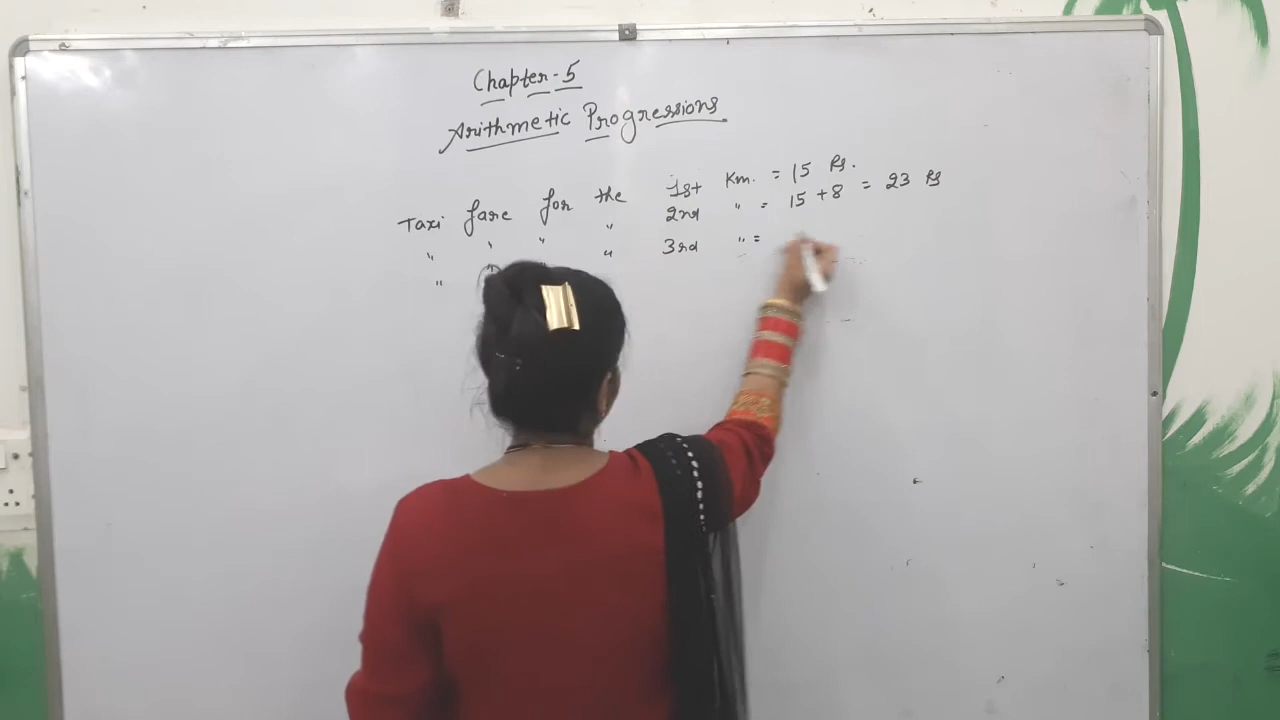 Chapter-5
Arithmetic Progressions
Taxi fare for the 1st Km. = 15 Rs.
" " " " 2nd " = 15 + 8 = 23 Rs
" " " 3rd " =